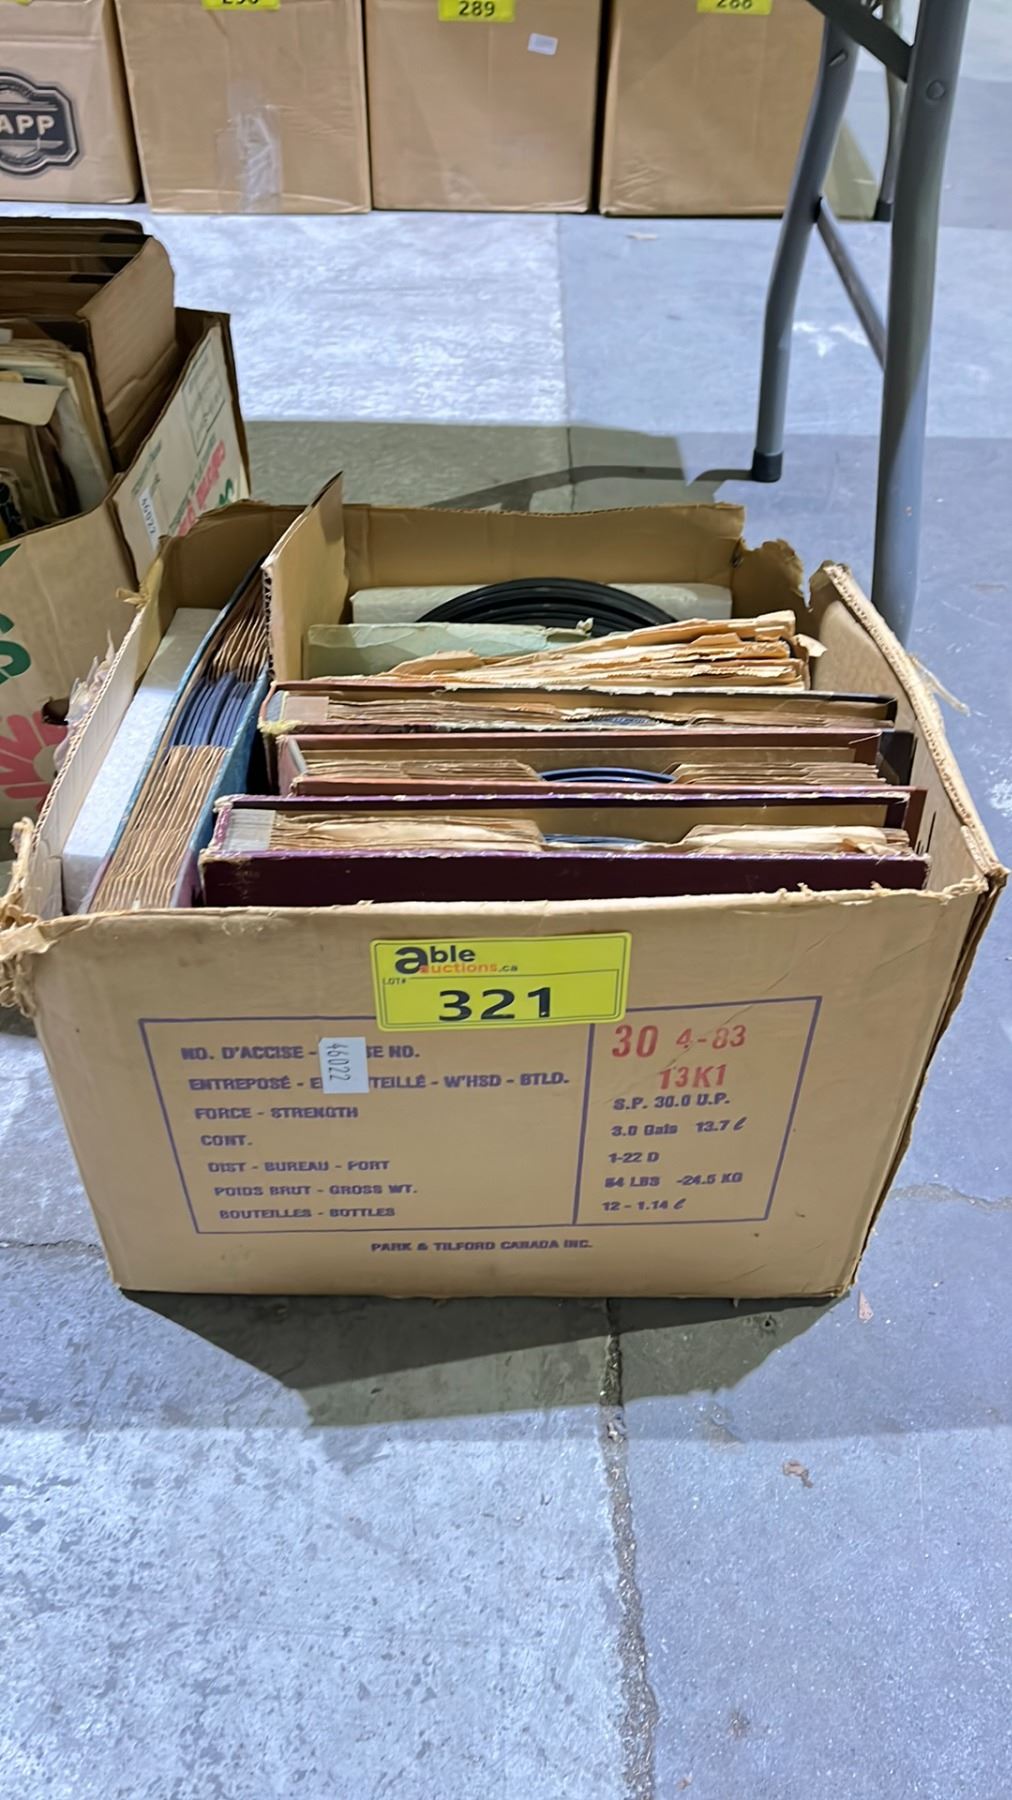 289
288
APP
46022
able
auctions.ca
LOT#
321
NO. D'ACCISE - SE NO.
46022
ENTREPOSÉ - E TEILLÉ - W'HSD - BTLD.
FORCE - STRENGTH
CONT.
DIST - BUREAU - PORT
POIDS BRUT - GROSS WT.
BOUTEILLES - BOTTLES
30 4-83
13K1
S.P. 30.0 U.P.
3.0 Gals 13.7 ℓ
1-22 D
54 LBS -24.5 KG
12 - 1.14 ℓ
PARK & TILFORD CANADA INC.